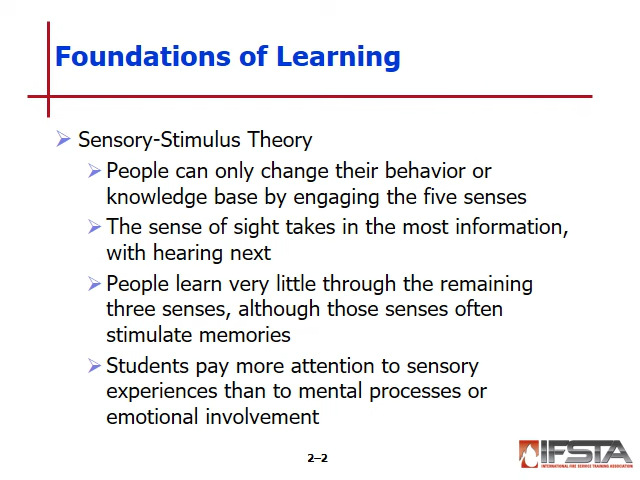 Foundations of Learning
Sensory-Stimulus Theory
People can only change their behavior or
knowledge base by engaging the five senses
The sense of sight takes in the most information,
with hearing next
People learn very little through the remaining
three senses, although those senses often
stimulate memories
Students pay more attention to sensory
experiences than to mental processes or
emotional involvement
2–2
IFSTA
INTERNATIONAL FIRE SERVICE TRAINING ASSOCIATION